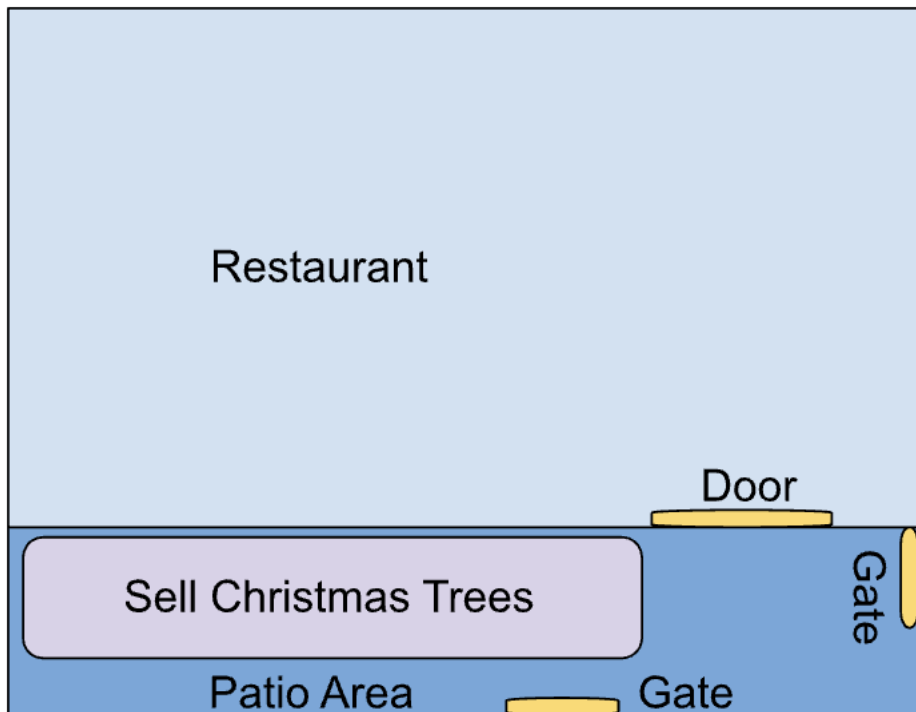 Restaurant
Door
Gate
Sell Christmas Trees
Patio Area
Gate